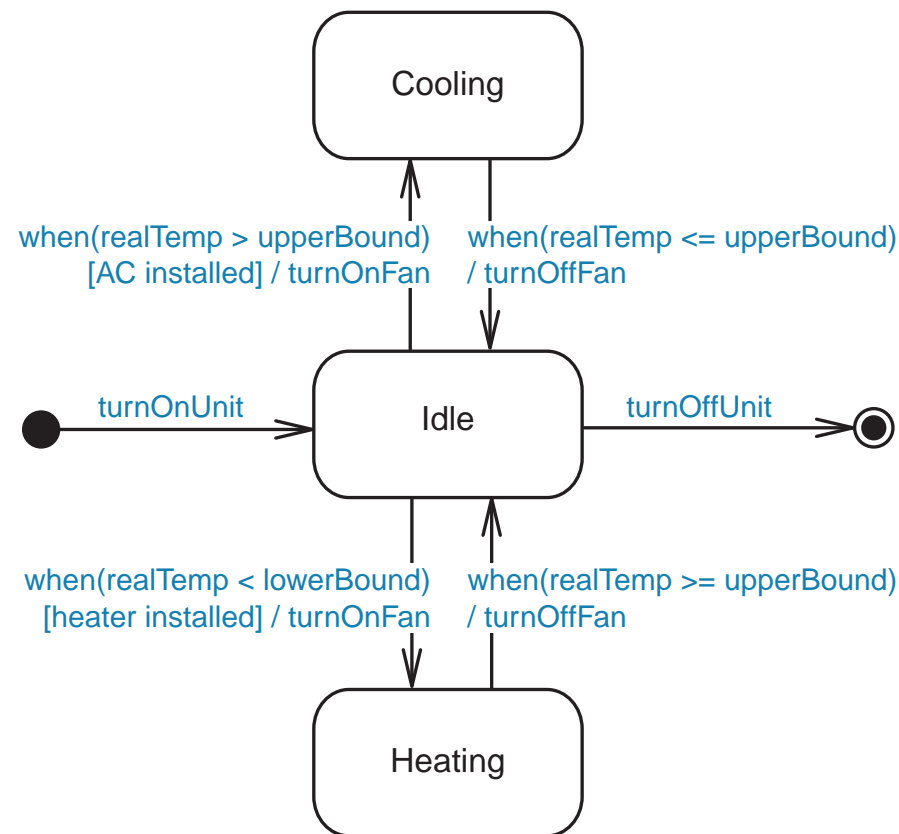 Cooling
when(realTemp > upperBound)
[AC installed] / turnOnFan
when(realTemp <= upperBound)
/ turnOffFan
turnOnUnit
Idle
turnOffUnit
when(realTemp < lowerBound)
[heater installed] / turnOnFan
when(realTemp >= upperBound)
/ turnOffFan
Heating